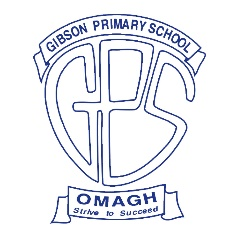 GIBSON PRIMARY SCHOOL
GPS
OMAGH
Strive to Succeed